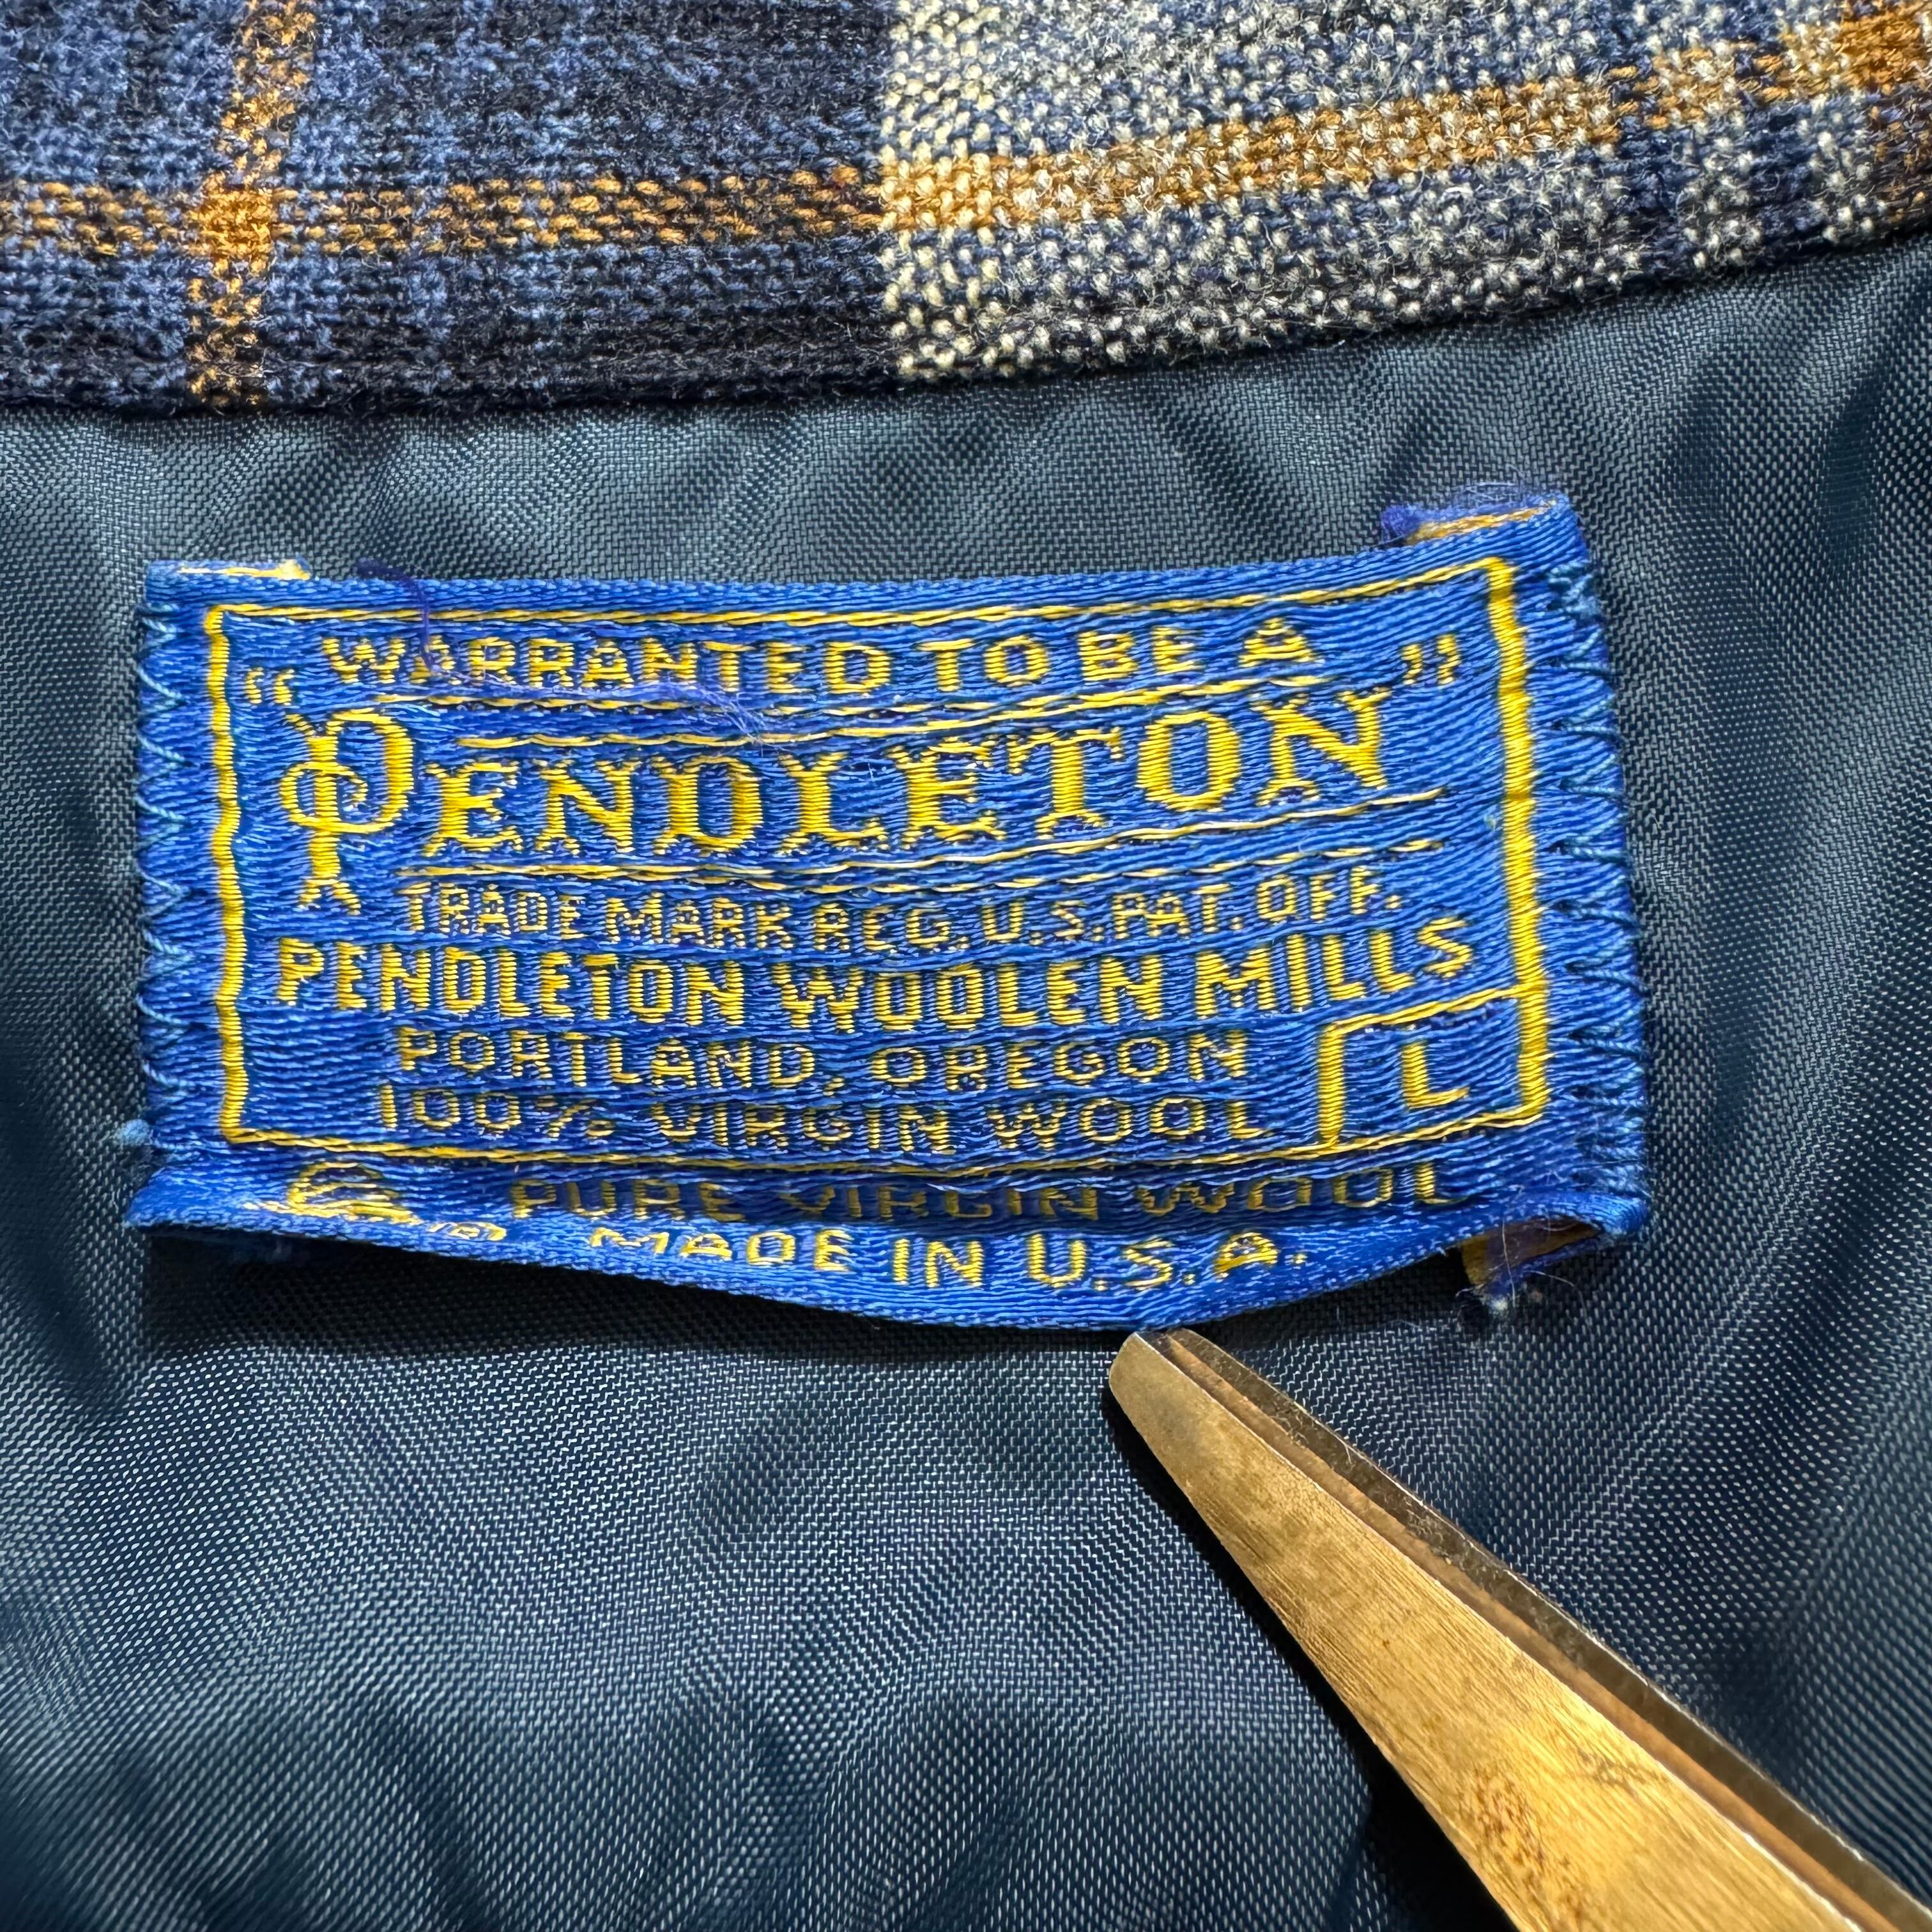 WARRANTED TO BE A
"PENDLETON"
TRADE MARK REG. U.S. PAT. OFF.
PENDLETON WOOLEN MILLS
PORTLAND, OREGON
L
100% VIRGIN WOOL
PURE VIRGIN WOOL
® MADE IN U.S.A.